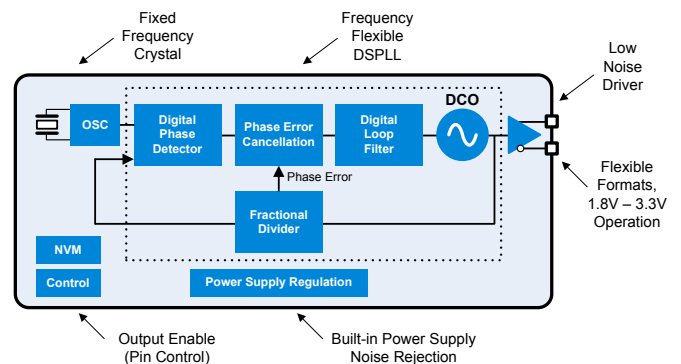 Fixed
Frequency
Crystal
Frequency
Flexible
DSPLL
Low
Noise
Driver
OSC
Digital
Phase
Detector
Phase Error
Cancellation
Digital
Loop
Filter
DCO
Phase Error
Fractional
Divider
Flexible
Formats,
1.8V – 3.3V
Operation
NVM
Control
Power Supply Regulation
Output Enable
(Pin Control)
Built-in Power Supply
Noise Rejection